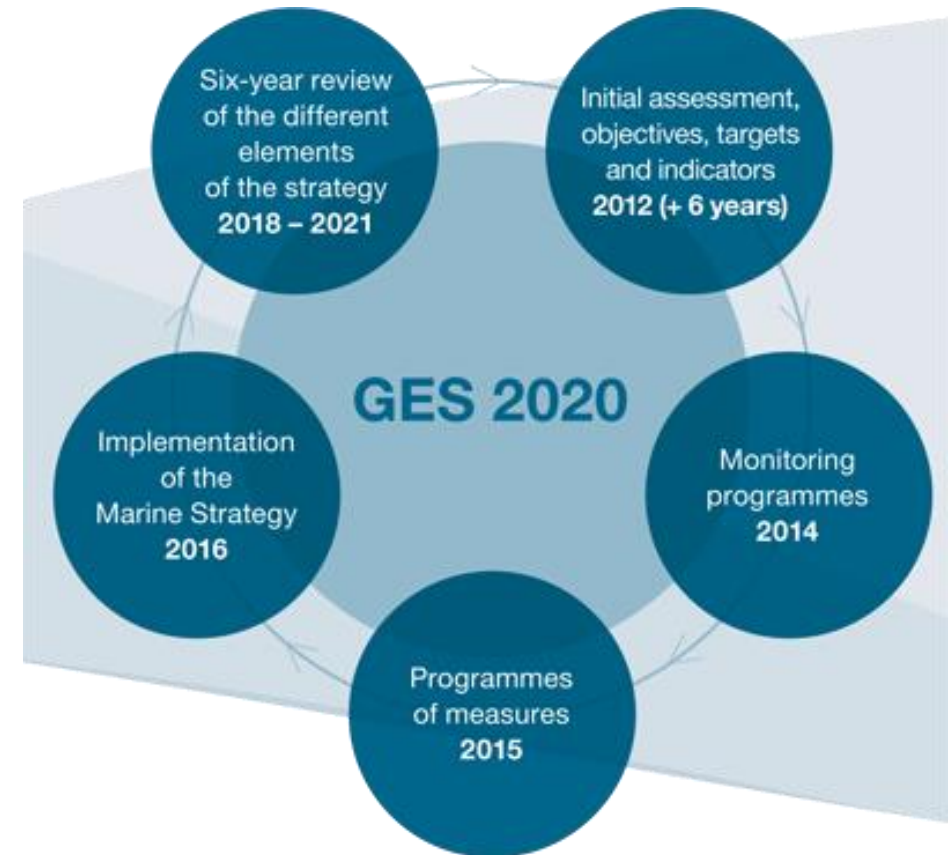 Six-year review
of the different
elements
of the strategy
2018 – 2021
Initial assessment,
objectives, targets
and indicators
2012 (+ 6 years)
GES 2020
Implementation
of the
Marine Strategy
2016
Monitoring
programmes
2014
Programmes
of measures
2015